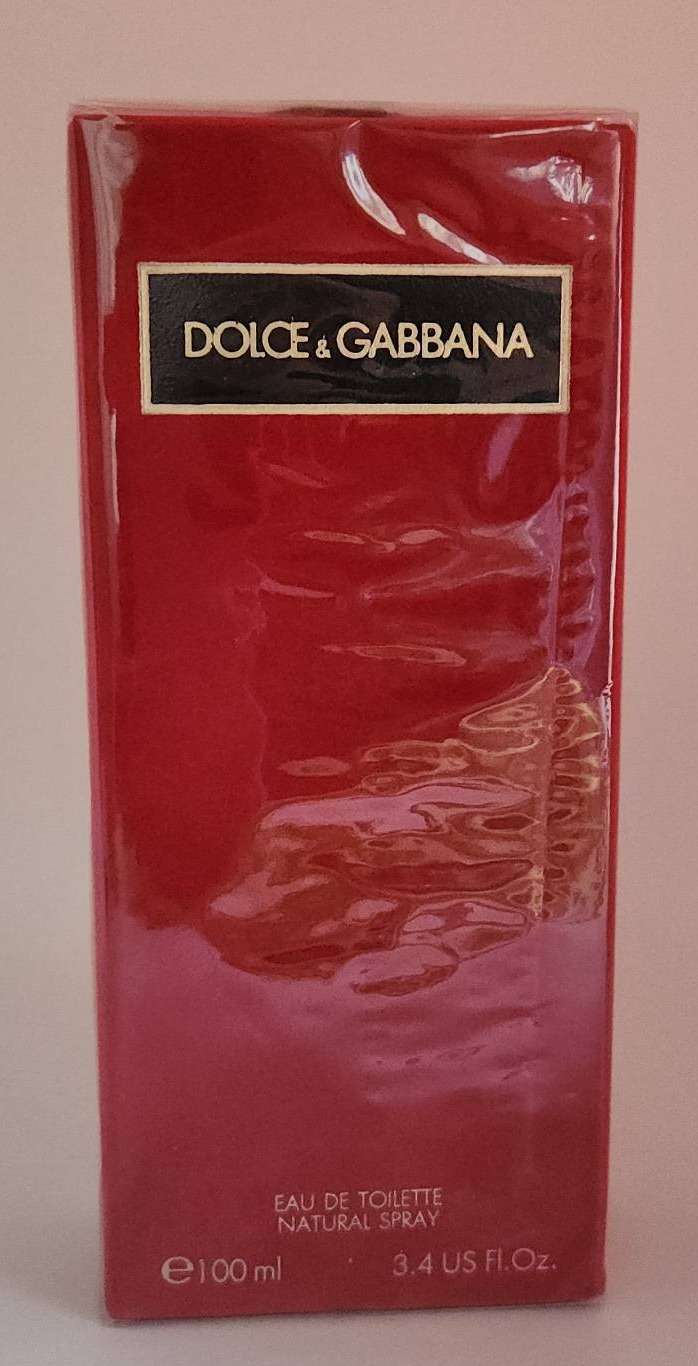 DOLCE & GABBANA
EAU DE TOILETTE
NATURAL SPRAY
℮100 ml 3.4 US Fl.Oz.